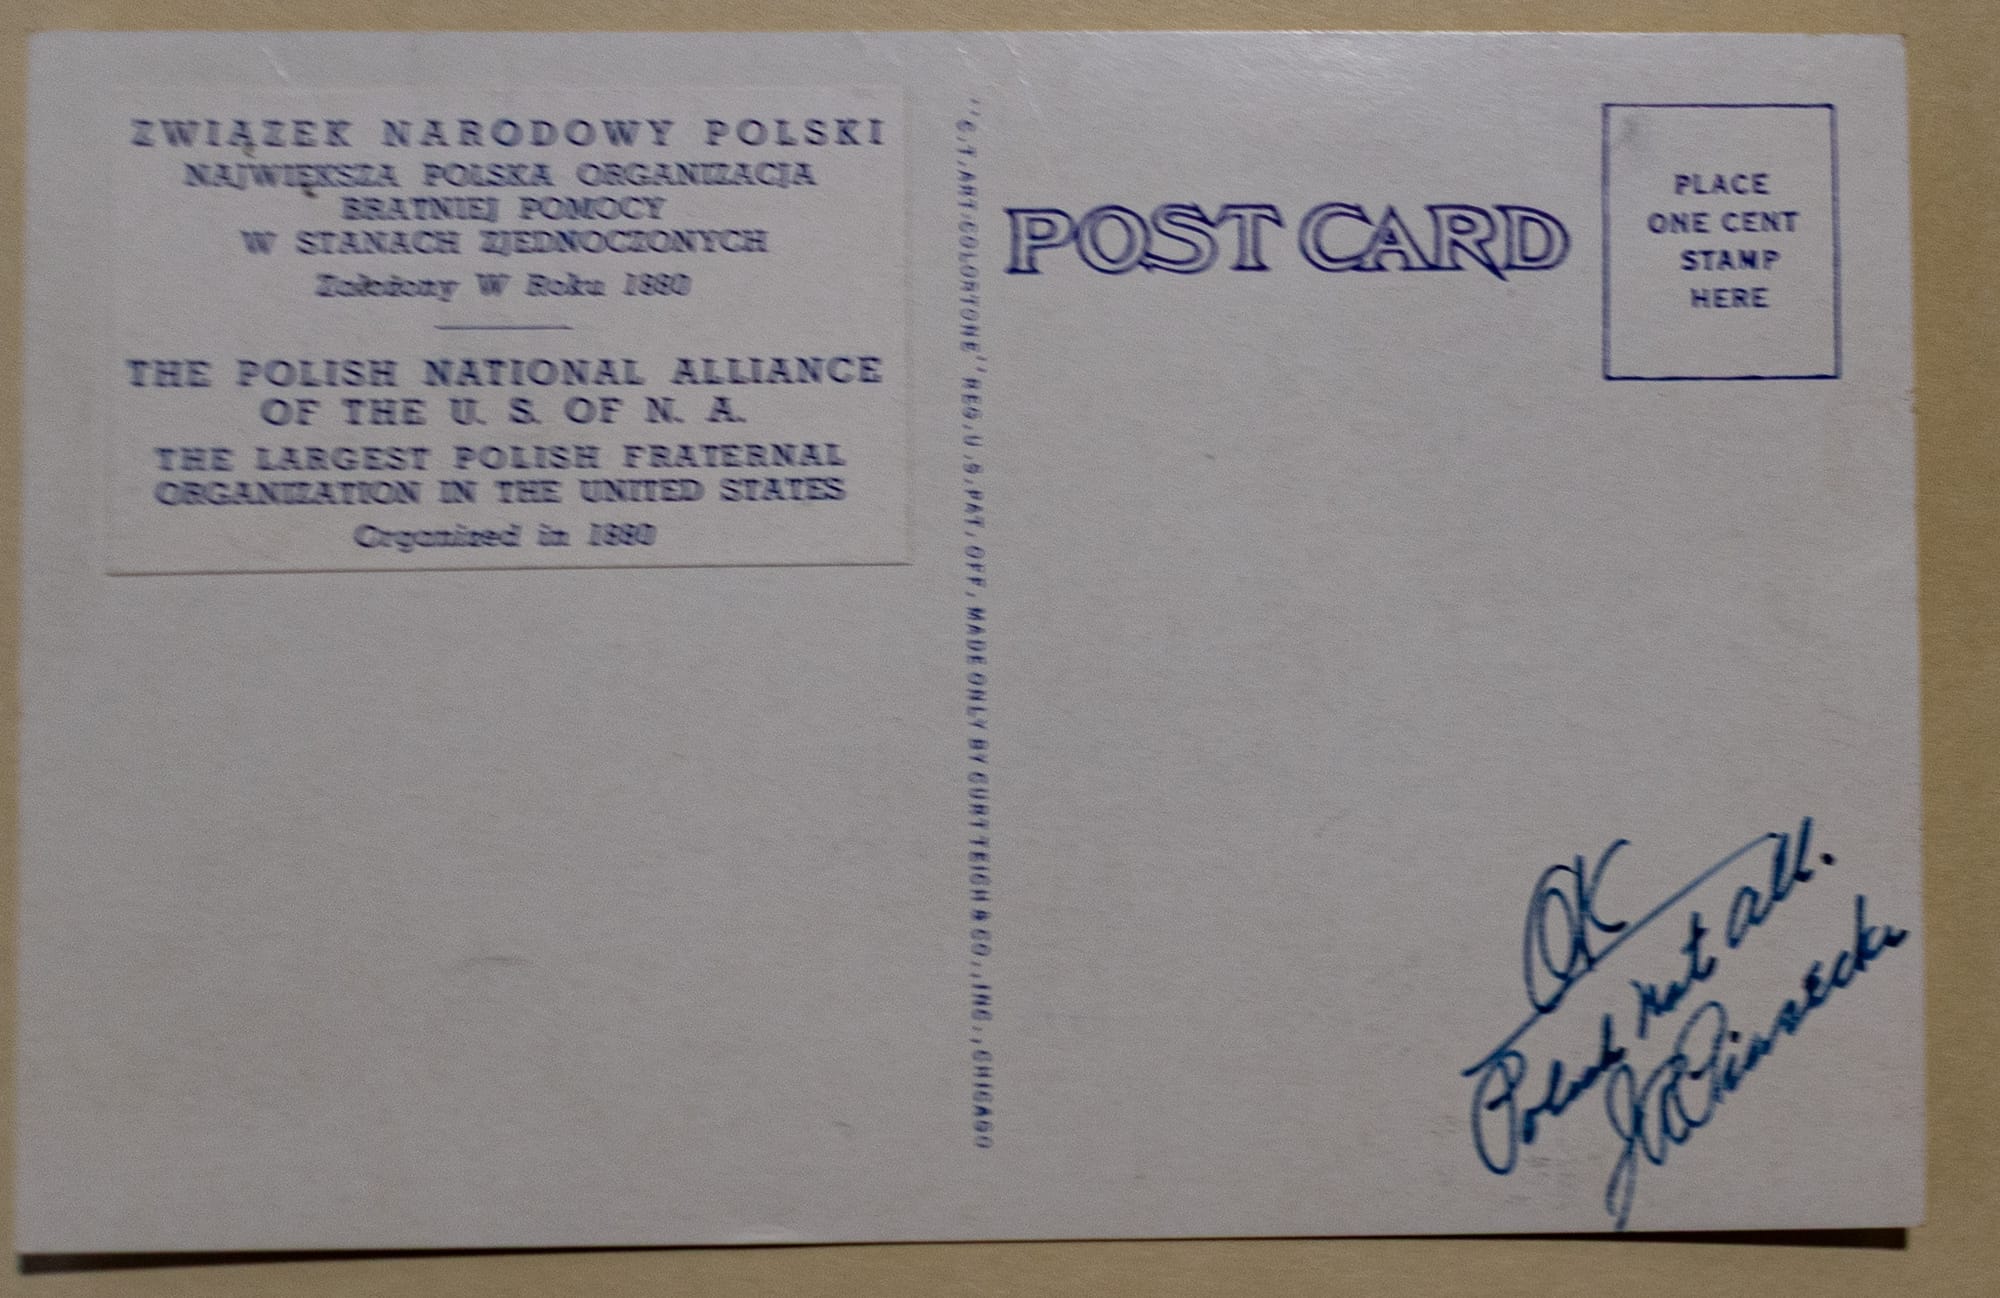 ZWIĄZEK NARODOWY POLSKI
NAJWIĘKSZA POLSKA ORGANIZACJA
BRATNIEJ POMOCY
W STANACH ZJEDNOCZONYCH
Założony W Roku 1880
THE POLISH NATIONAL ALLIANCE
OF THE U. S. OF N. A.
THE LARGEST POLISH FRATERNAL
ORGANIZATION IN THE UNITED STATES
Organized in 1880
"C.T. ART-COLORTONE" REG. U.S. PAT. OFF. MADE ONLY BY CURT TEICH & CO., INC., CHICAGO
POST CARD
PLACE
ONE CENT
STAMP
HERE
OK
Polish Nat All.